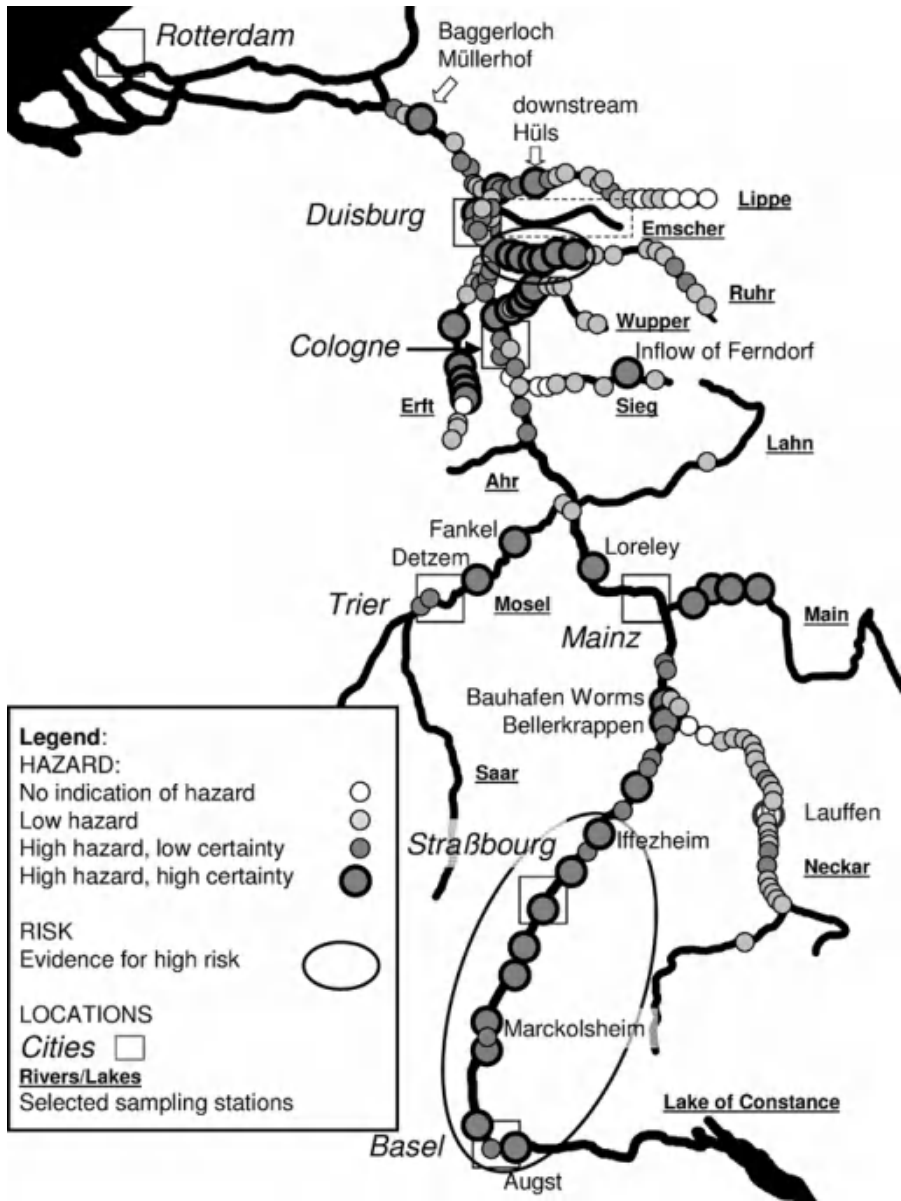 Rotterdam
Baggerloch
Müllerhof
downstream
Hüls
Lippe
Duisburg
Emscher
Ruhr
Wupper
Cologne
Inflow of Ferndorf
Erft
Sieg
Lahn
Ahr
Fankel
Loreley
Detzem
Trier
Mosel
Main
Mainz
Bauhafen Worms
Bellerkrappen
Legend:
HAZARD:
No indication of hazard
Low hazard
High hazard, low certainty
High hazard, high certainty
RISK
Evidence for high risk
LOCATIONS
Cities
Rivers/Lakes
Selected sampling stations
Saar
Lauffen
Straßbourg
Iffezheim
Neckar
Marckolsheim
Lake of Constance
Basel
Augst